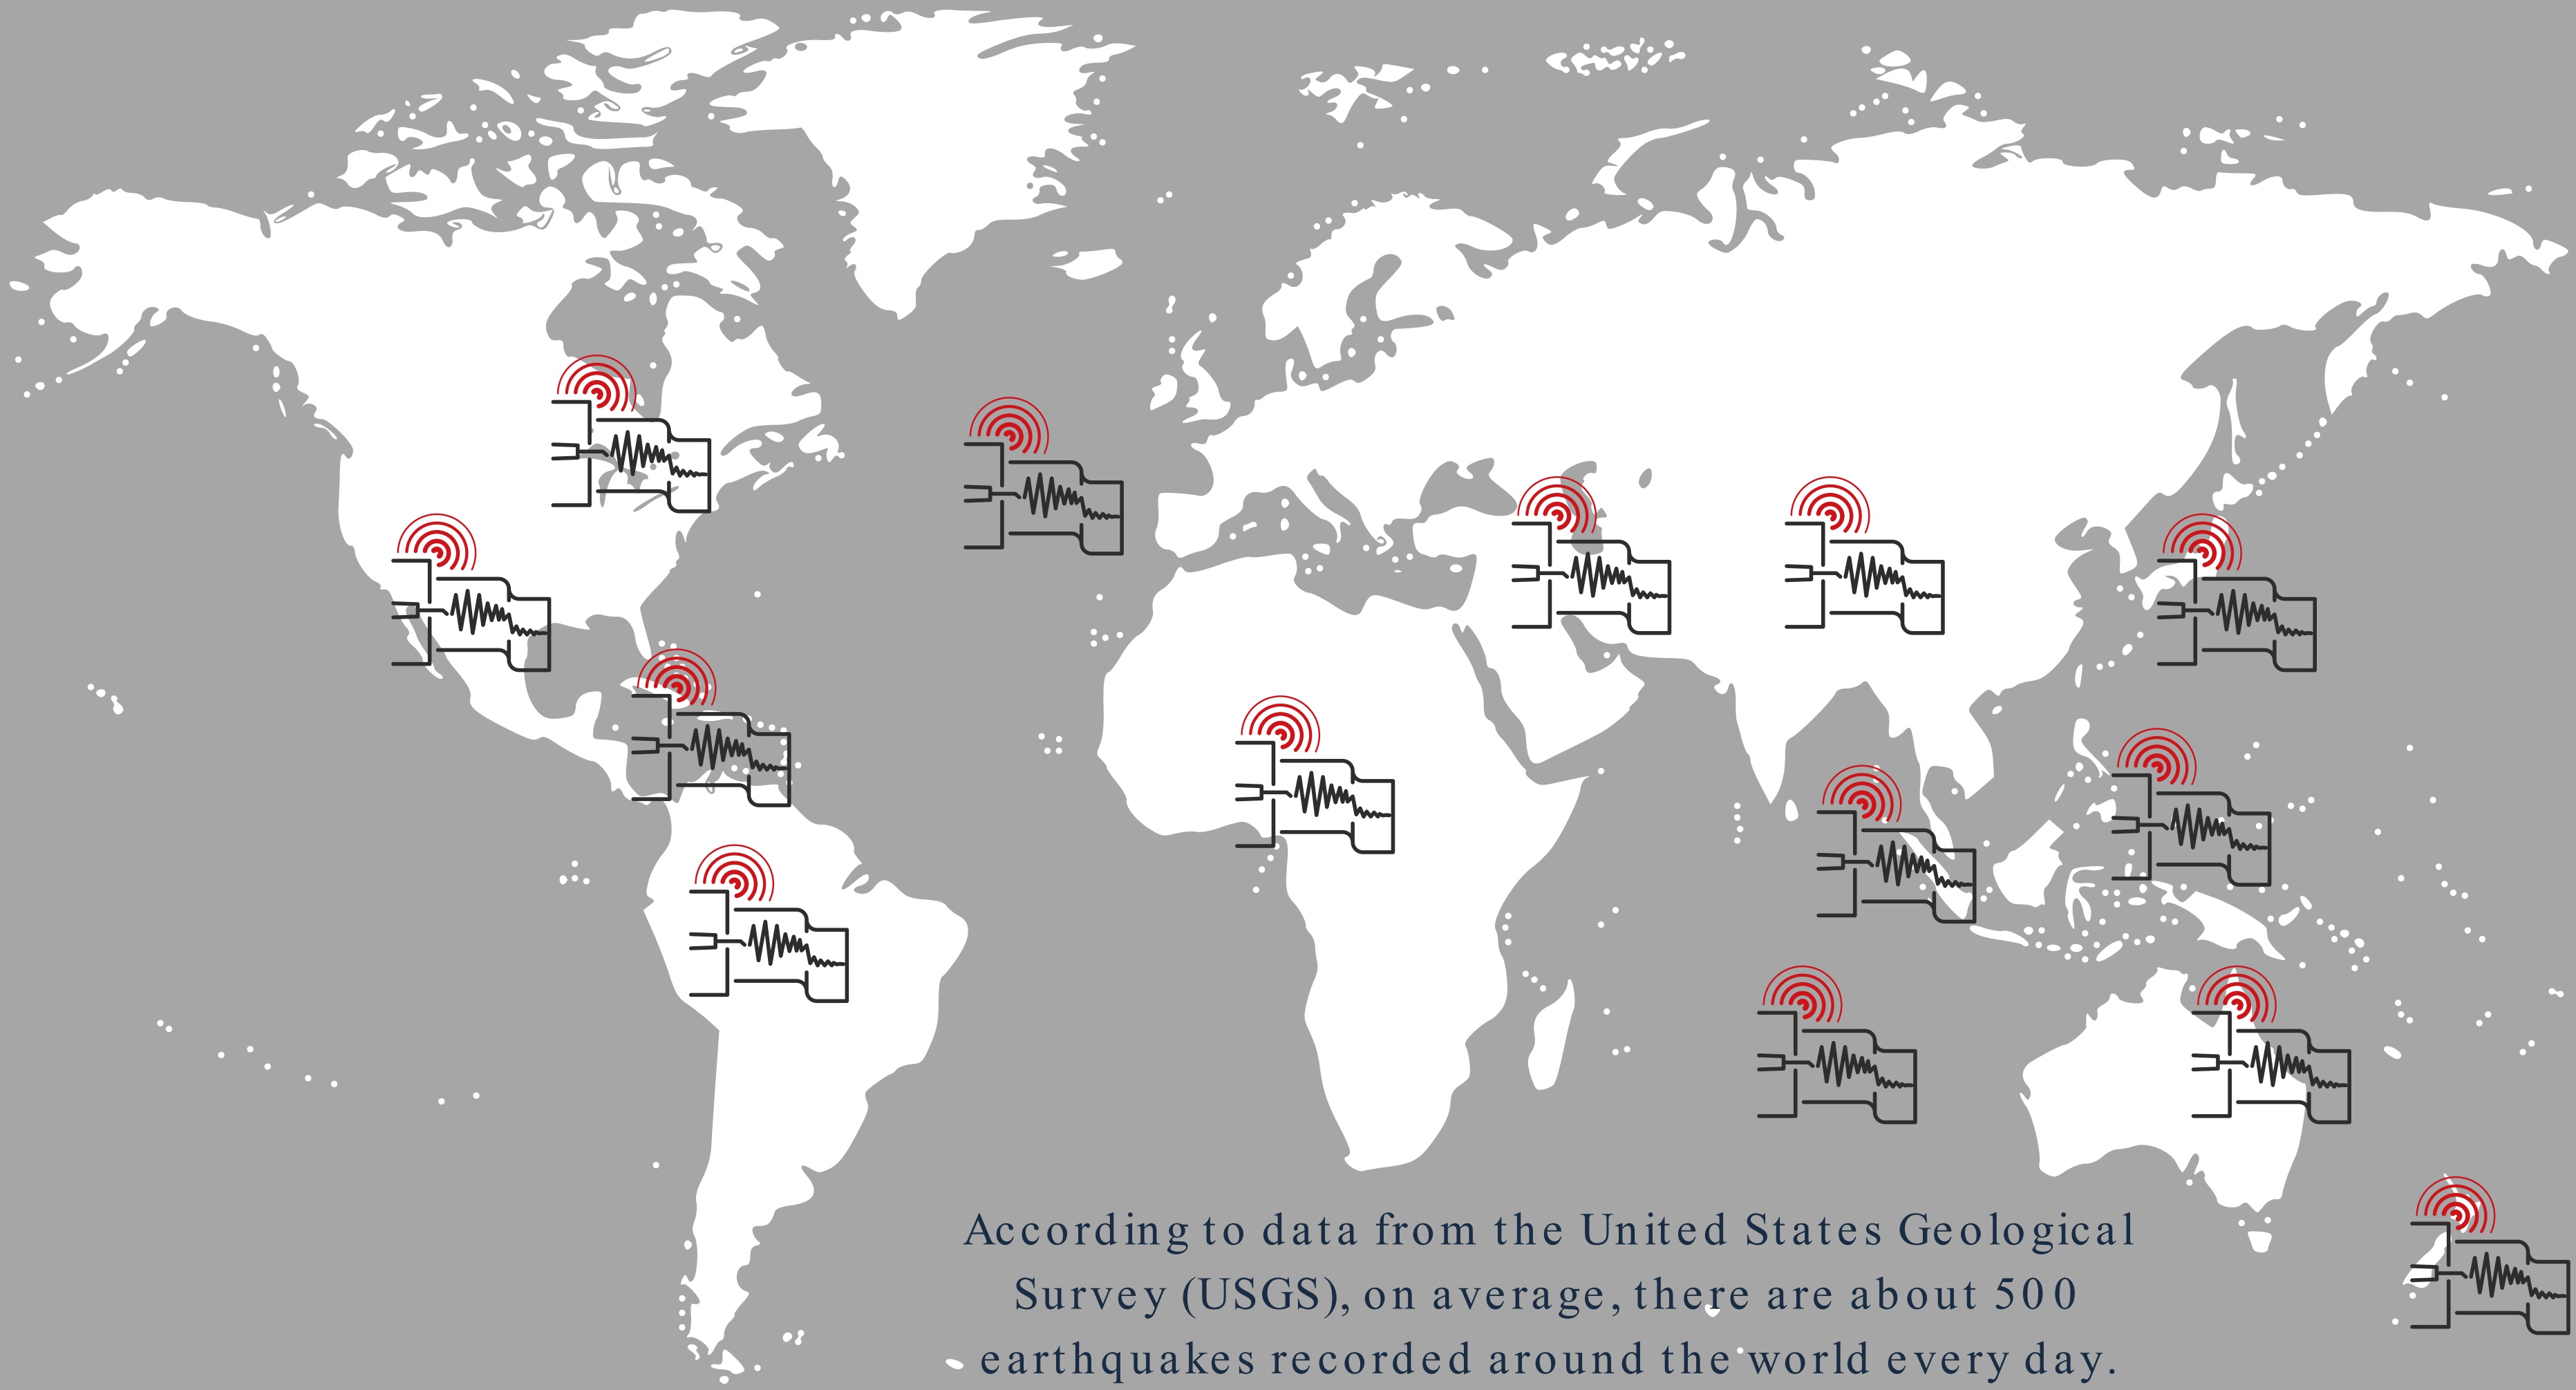 According to data from the United States Geological
Survey (USGS), on average, there are about 500
earthquakes recorded around the world every day.